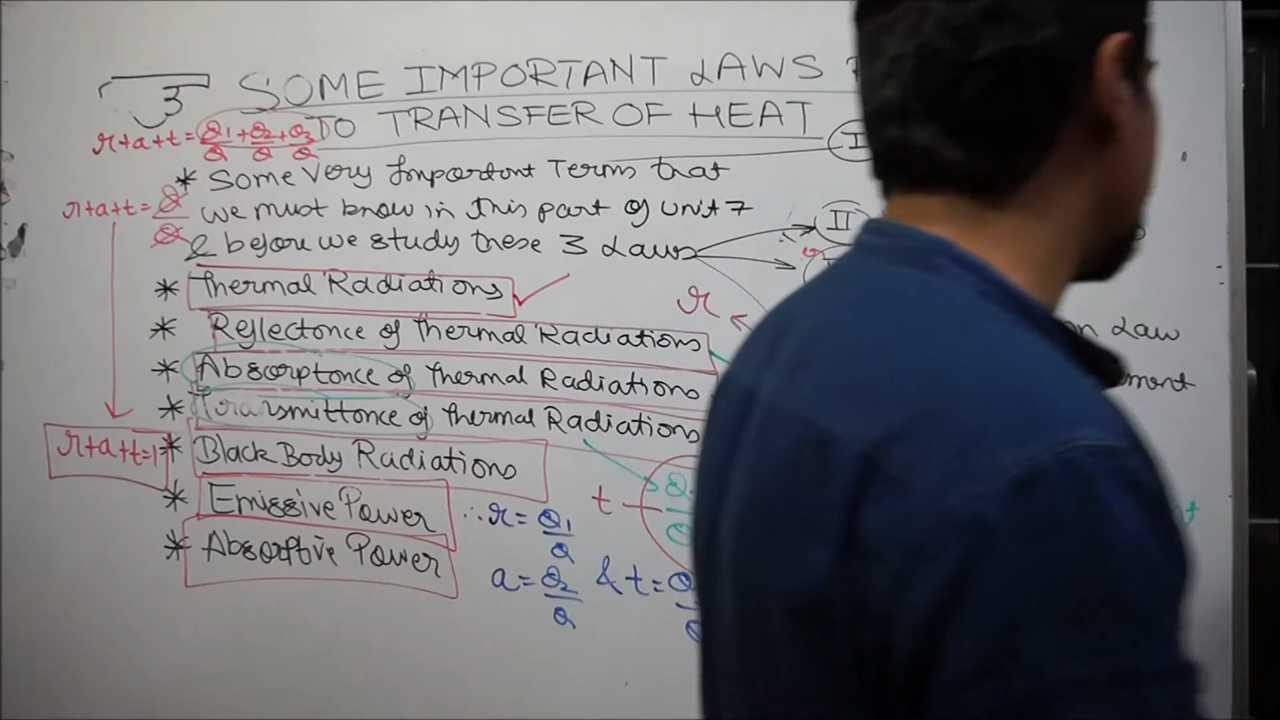 3 SOME IMPORTANT LAWS
TO TRANSFER OF HEAT
I
r+a+t = Q1/Q + Q2/Q + Q3/Q
* Some Very Important Terms that
r+a+t = Q/Q
we must know in this part of unit 7
II
& before we study these 3 Laws
* Thermal Radiations
r
* Reflectance of Thermal Radiations
Law
* Absorptance of Thermal Radiations
* Transmittance of Thermal Radiations
r+a+t=1
* Black Body Radiations
* Emissive Power
t
∴ r = Q1/Q
* Absorptive Power
a = Q2/Q & t =